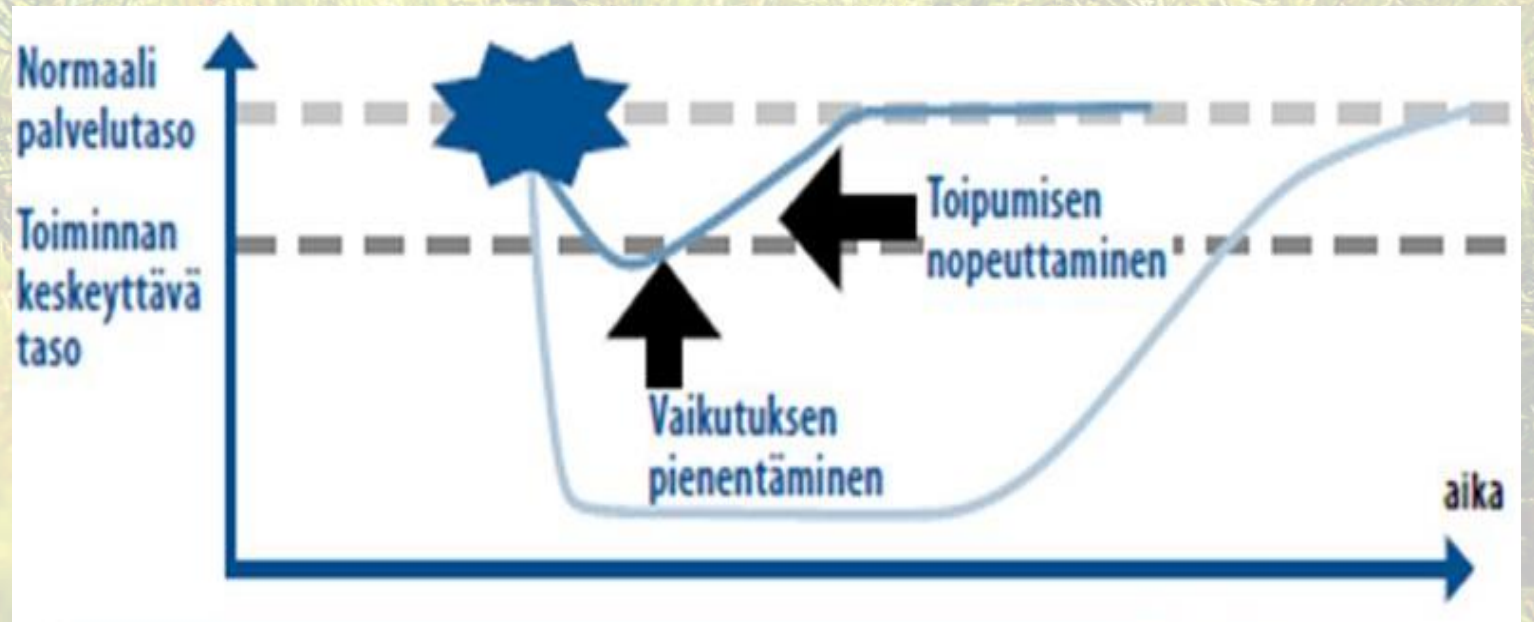 Normaali
palvelutaso
Toiminnan
keskeyttävä
taso
Toipumisen
nopeuttaminen
Vaikutuksen
pienentäminen
aika